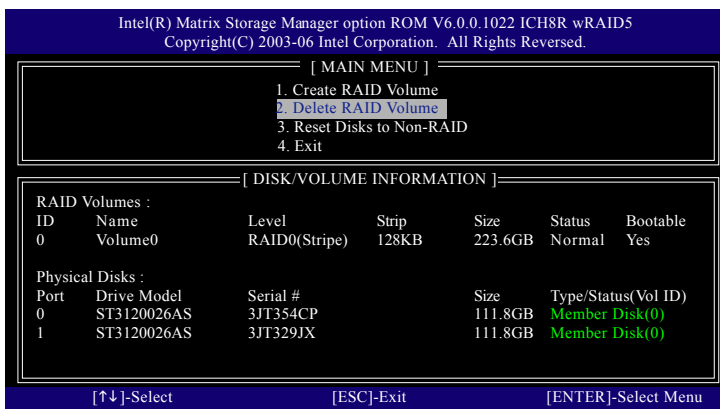 Intel(R) Matrix Storage Manager option ROM V6.0.0.1022 ICH8R wRAID5
Copyright(C) 2003-06 Intel Corporation. All Rights Reversed.
[ MAIN MENU ]
1. Create RAID Volume
2. Delete RAID Volume
3. Reset Disks to Non-RAID
4. Exit
[ DISK/VOLUME INFORMATION ]
RAID Volumes :
ID Name Level Strip Size Status Bootable
0 Volume0 RAID0(Stripe) 128KB 223.6GB Normal Yes
Physical Disks :
Port Drive Model Serial # Size Type/Status(Vol ID)
0 ST3120026AS 3JT354CP 111.8GB Member Disk(0)
1 ST3120026AS 3JT329JX 111.8GB Member Disk(0)
[↑↓]-Select [ESC]-Exit [ENTER]-Select Menu